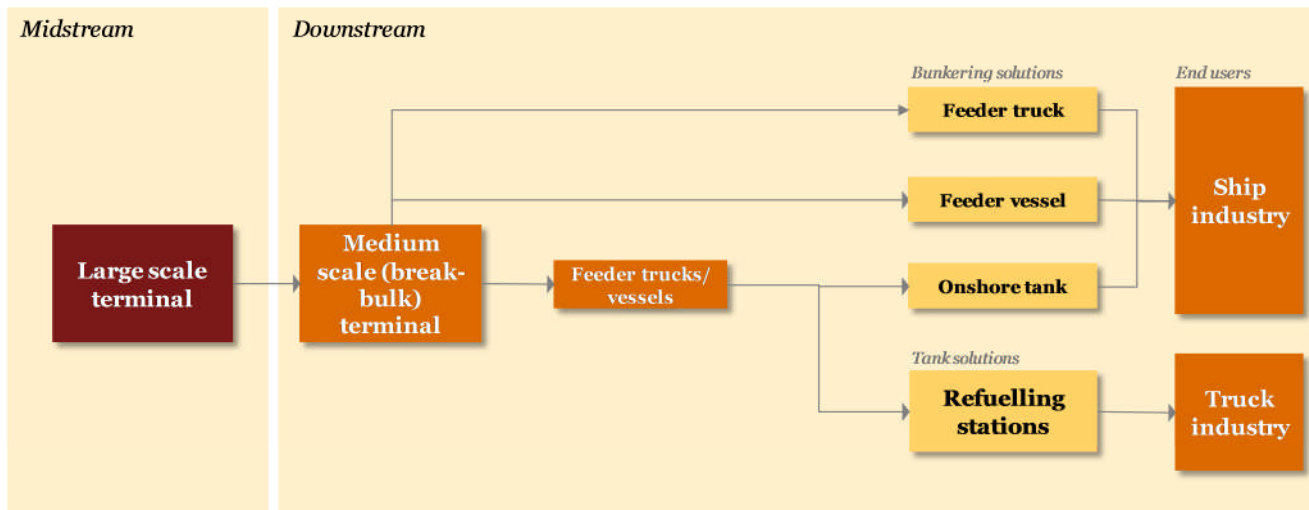 Midstream
Downstream
Bunkering solutions
End users
Feeder truck
Feeder vessel
Ship
industry
Large scale
terminal
Medium
scale (break-
bulk)
terminal
Feeder trucks/
vessels
Onshore tank
Tank solutions
Refuelling
stations
Truck
industry